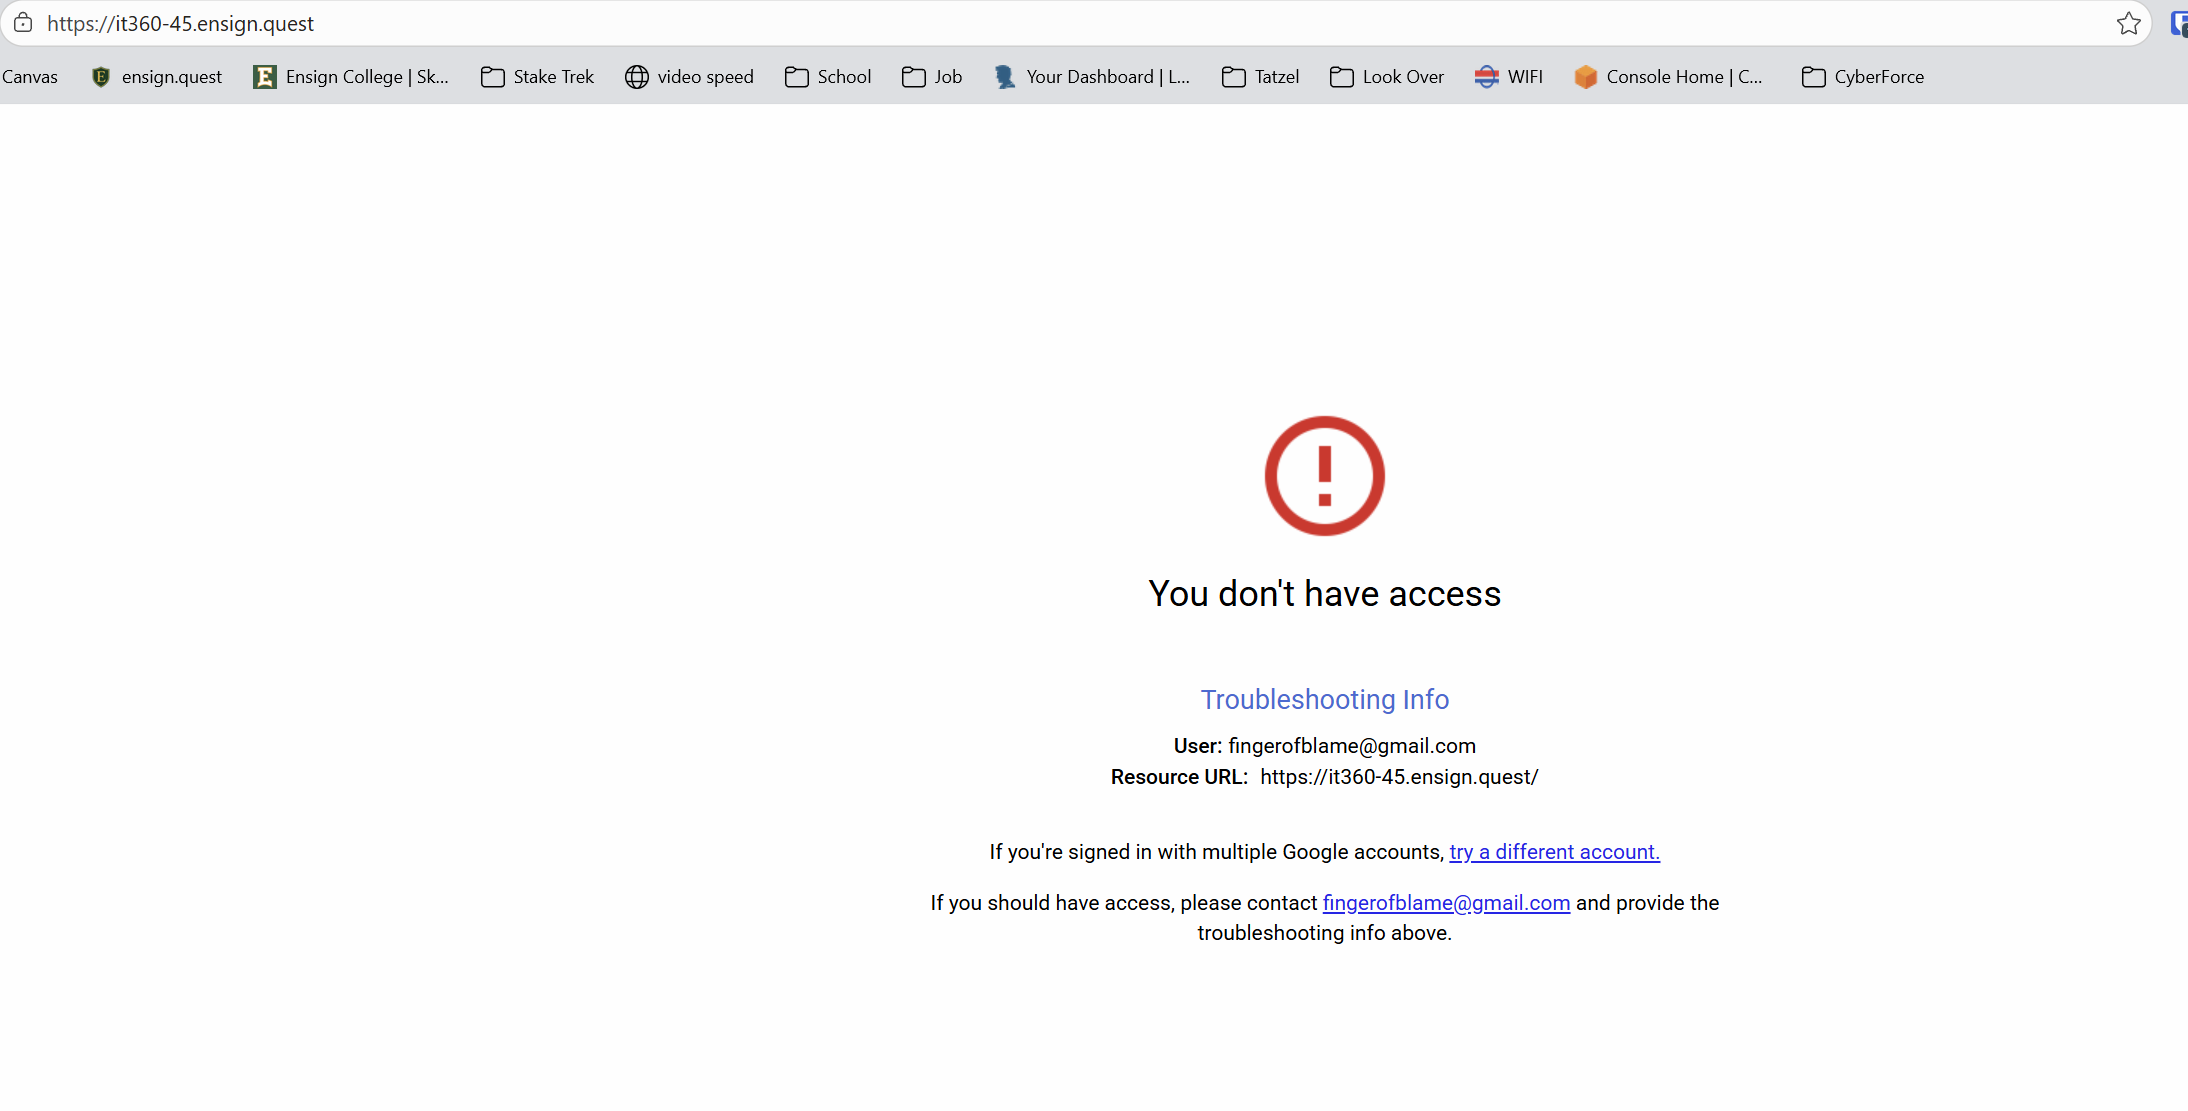 https://it360-45.ensign.quest
Canvas ensign.quest Ensign College | Sk... Stake Trek video speed School Job Your Dashboard | L... Tatzel Look Over WIFI Console Home | C... CyberForce
You don't have access
Troubleshooting Info
User: fingerofblame@gmail.com
Resource URL: https://it360-45.ensign.quest/
If you're signed in with multiple Google accounts, try a different account.
If you should have access, please contact fingerofblame@gmail.com and provide the
troubleshooting info above.